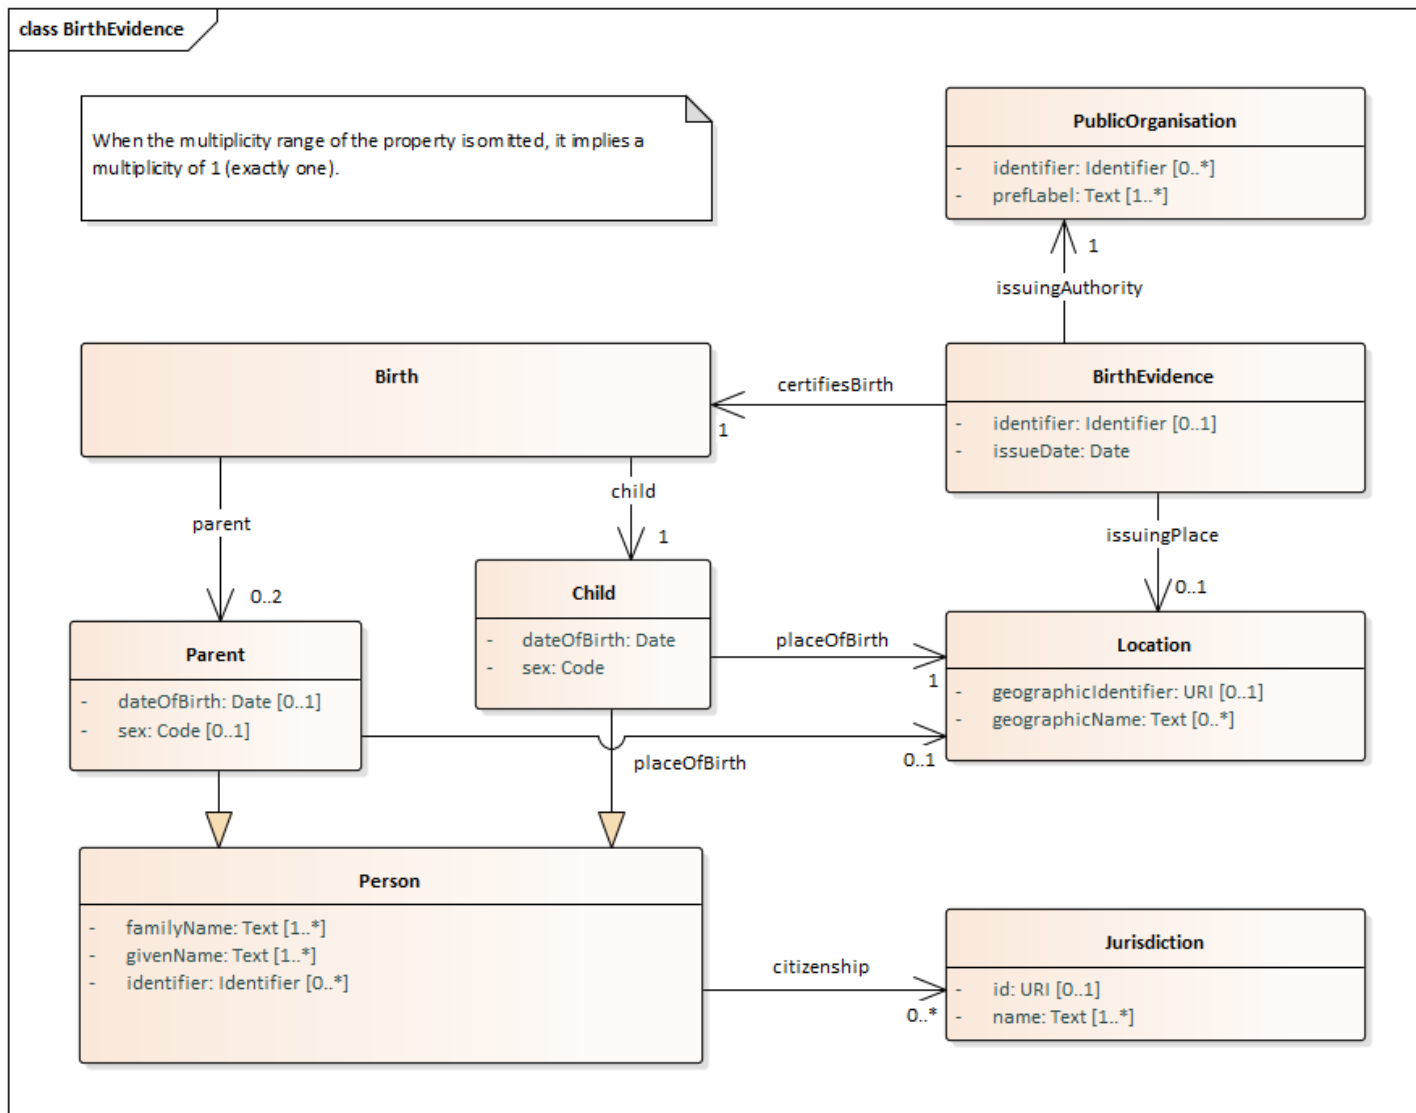 class BirthEvidence
When the multiplicity range of the property is omitted, it implies a
multiplicity of 1 (exactly one).
PublicOrganisation
- identifier: Identifier [0..*]
- prefLabel: Text [1..*]
1
issuingAuthority
Birth
certifiesBirth
1
BirthEvidence
- identifier: Identifier [0..1]
- issueDate: Date
parent
0..2
child
1
issuingPlace
0..1
Parent
- dateOfBirth: Date [0..1]
- sex: Code [0..1]
Child
- dateOfBirth: Date
- sex: Code
placeOfBirth
1
Location
- geographicIdentifier: URI [0..1]
- geographicName: Text [0..*]
placeOfBirth
0..1
Person
- familyName: Text [1..*]
- givenName: Text [1..*]
- identifier: Identifier [0..*]
citizenship
0..*
Jurisdiction
- id: URI [0..1]
- name: Text [1..*]